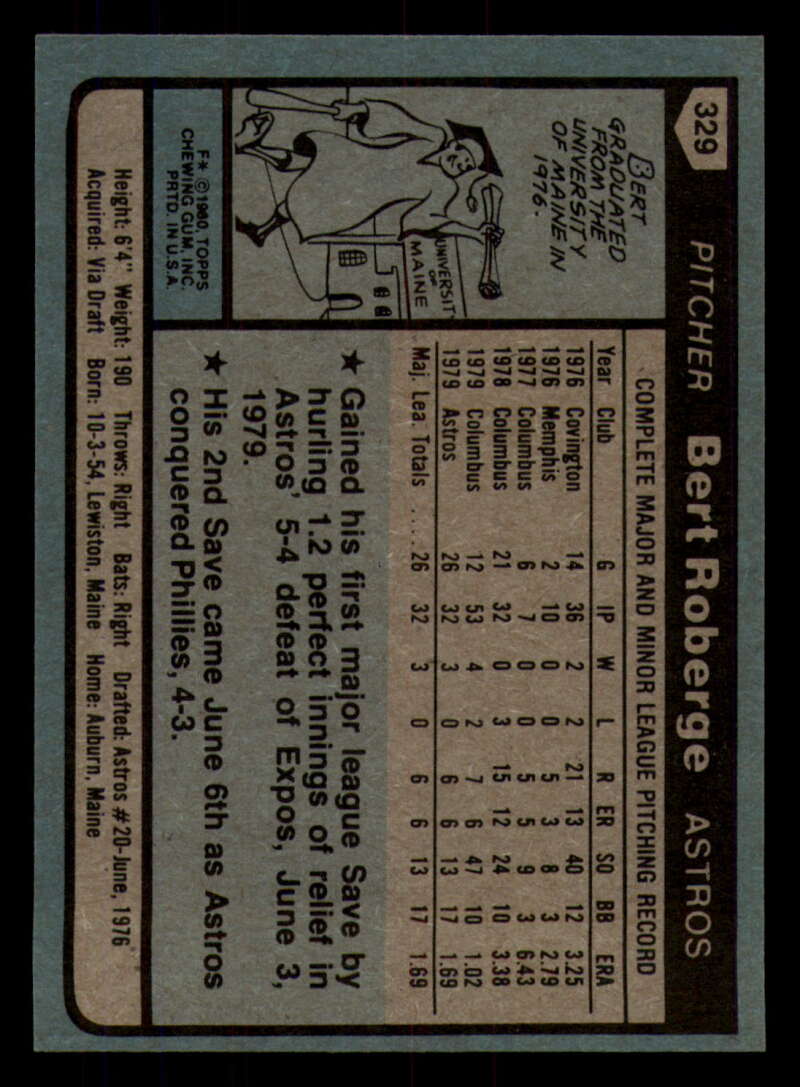 329
PITCHER Bert Roberge ASTROS
BERT
GRADUATED
FROM THE
UNIVERSITY
OF MAINE IN
1976.
UNIVERSITY
OF
MAINE
F* © 1980, TOPPS
CHEWING GUM, INC.
PRTD. IN U.S.A.
COMPLETE MAJOR AND MINOR LEAGUE PITCHING RECORD
Year Club G IP W L R ER SO BB ERA
1976 Covington 14 36 2 2 21 13 40 12 3.25
1976 Memphis 2 10 0 0 5 3 8 3 2.79
1977 Columbus 6 7 0 0 5 5 9 3 6.43
1978 Columbus 21 32 0 3 15 12 24 10 3.38
1979 Columbus 12 53 4 2 7 6 47 10 1.02
1979 Astros 26 32 3 0 6 6 13 17 1.69
Maj. Lea. Totals .... 26 32 3 0 6 6 13 17 1.69
★ Gained his first major league Save by
hurling 1.2 perfect innings of relief in
Astros' 5-4 defeat of Expos, June 3,
1979.
★ His 2nd Save came June 6th as Astros
conquered Phillies, 4-3.
Height: 6'4" Weight: 190 Throws: Right Bats: Right Drafted: Astros #20-June, 1976
Acquired: Via Draft Born: 10-3-54, Lewiston, Maine Home: Auburn, Maine